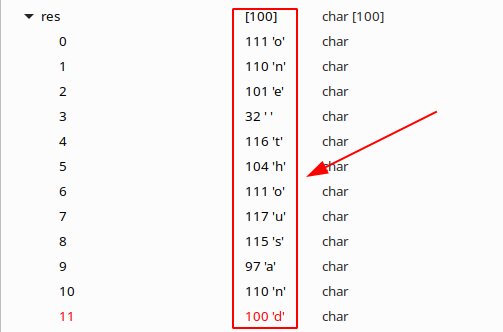 res [100] char [100]
0 111 'o' char
1 110 'n' char
2 101 'e' char
3 32 ' ' char
4 116 't' char
5 104 'h' char
6 111 'o' char
7 117 'u' char
8 115 's' char
9 97 'a' char
10 110 'n' char
11 100 'd' char